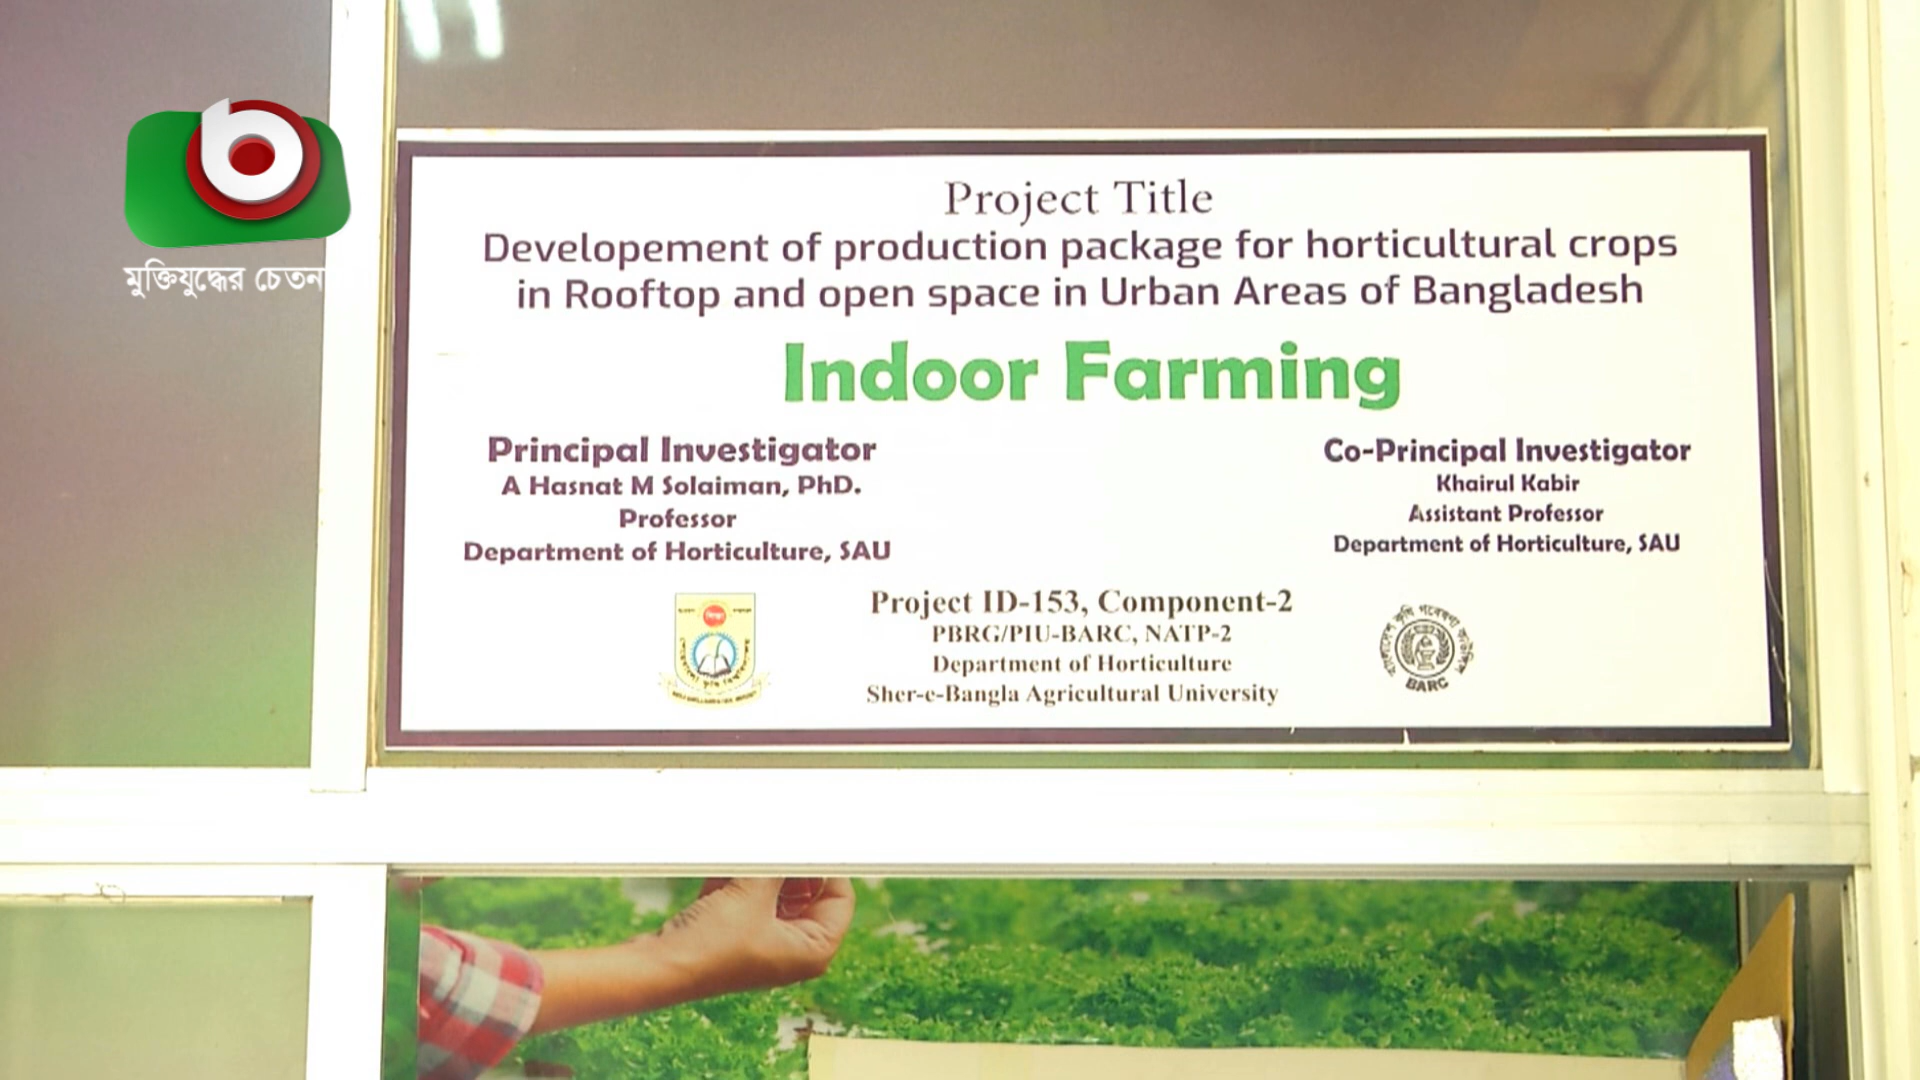 মুক্তিযুদ্ধের চেতনা
Project Title
Developement of production package for horticultural crops
in Rooftop and open space in Urban Areas of Bangladesh
Indoor Farming
Principal Investigator
A Hasnat M Solaiman, PhD.
Professor
Department of Horticulture, SAU
Co-Principal Investigator
Khairul Kabir
Assistant Professor
Department of Horticulture, SAU
Project ID-153, Component-2
PBRG/PIU-BARC, NATP-2
Department of Horticulture
Sher-e-Bangla Agricultural University
বাংলাদেশ কৃষি গবেষণা কাউন্সিল
BARC